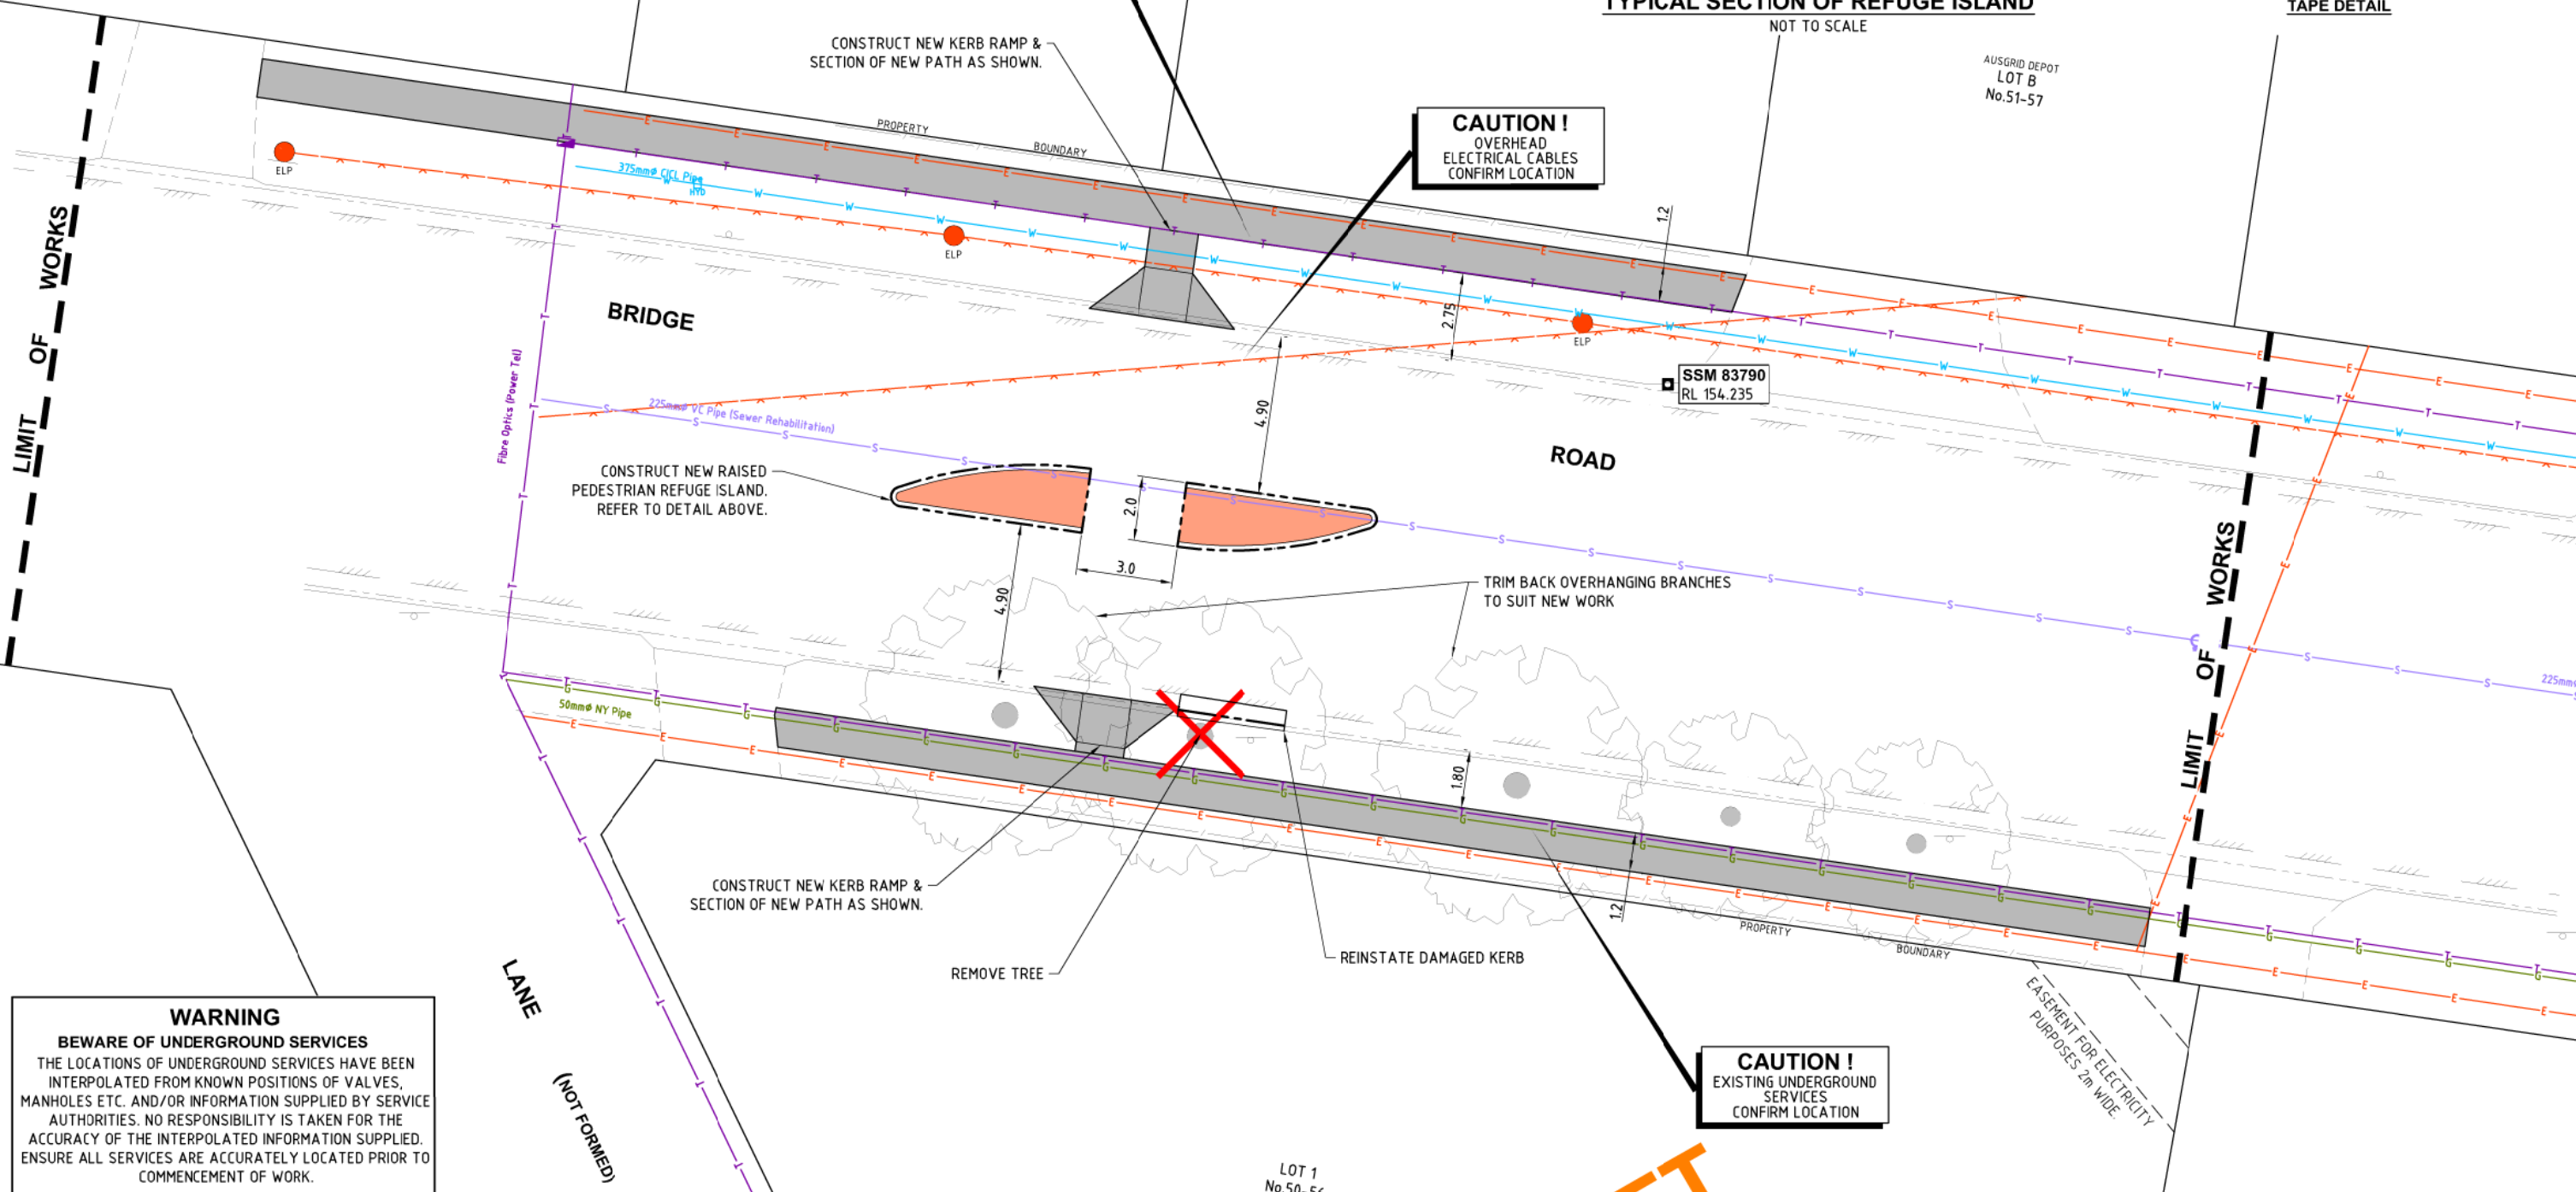 TYPICAL SECTION OF REFUGE ISLAND
NOT TO SCALE
TAPE DETAIL
CONSTRUCT NEW KERB RAMP &
SECTION OF NEW PATH AS SHOWN.
AUSGRID DEPOT
LOT B
No.51-57
CAUTION !
OVERHEAD
ELECTRICAL CABLES
CONFIRM LOCATION
PROPERTY
BOUNDARY
ELP
375mmØ CICL Pipe
HYD
ELP
1.2
2.75
ELP
LIMIT OF WORKS
BRIDGE
ROAD
SSM 83790
RL 154.235
Fibre Optics (Power Tel)
225mmØ VC Pipe (Sewer Rehabilitation)
4.90
CONSTRUCT NEW RAISED
PEDESTRIAN REFUGE ISLAND.
REFER TO DETAIL ABOVE.
2.0
3.0
4.90
TRIM BACK OVERHANGING BRANCHES
TO SUIT NEW WORK
LIMIT OF WORKS
225mm
50mmØ NY Pipe
1.80
1.2
CONSTRUCT NEW KERB RAMP &
SECTION OF NEW PATH AS SHOWN.
REMOVE TREE
REINSTATE DAMAGED KERB
PROPERTY
BOUNDARY
LANE
(NOT FORMED)
EASEMENT FOR ELECTRICITY
PURPOSES 2m WIDE.
CAUTION !
EXISTING UNDERGROUND
SERVICES
CONFIRM LOCATION
WARNING
BEWARE OF UNDERGROUND SERVICES
THE LOCATIONS OF UNDERGROUND SERVICES HAVE BEEN
INTERPOLATED FROM KNOWN POSITIONS OF VALVES,
MANHOLES ETC. AND/OR INFORMATION SUPPLIED BY SERVICE
AUTHORITIES. NO RESPONSIBILITY IS TAKEN FOR THE
ACCURACY OF THE INTERPOLATED INFORMATION SUPPLIED.
ENSURE ALL SERVICES ARE ACCURATELY LOCATED PRIOR TO
COMMENCEMENT OF WORK.
LOT 1